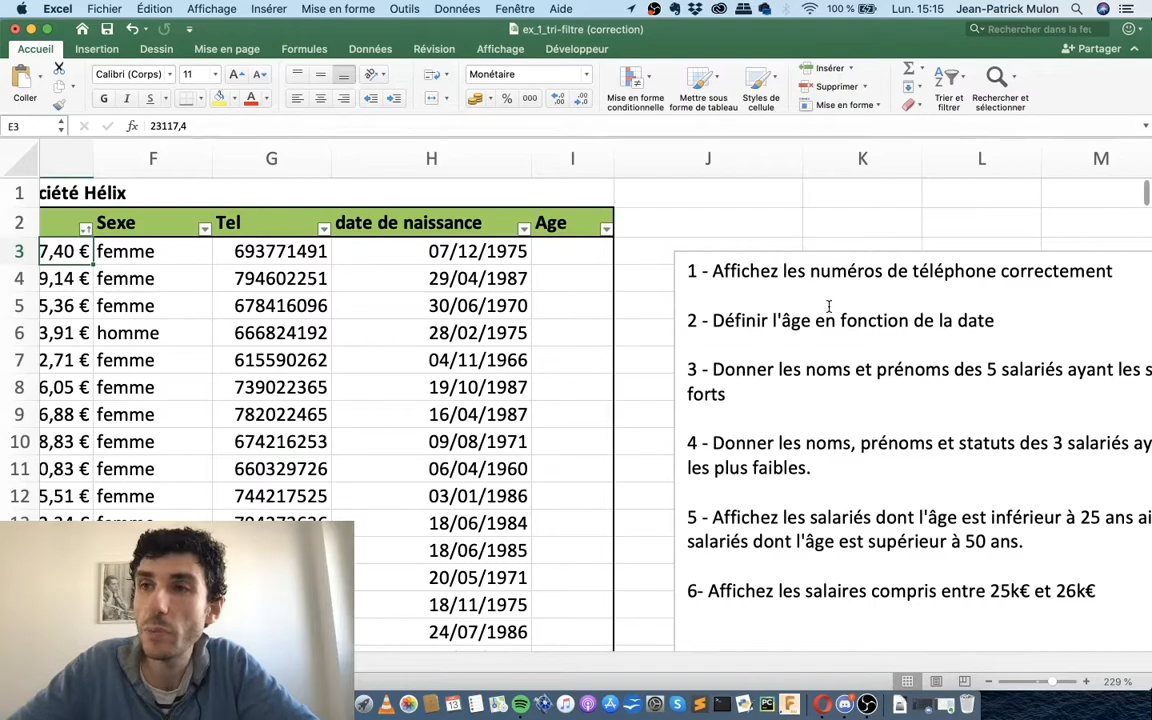 Excel Fichier Édition Affichage Insérer Mise en forme Outils Données Fenêtre Aide 100 % Lun. 15:15 Jean-Patrick Mulon
ex_1_tri-filtre (correction)
Rechercher dans la feu
Accueil Insertion Dessin Mise en page Formules Données Révision Affichage Développeur Partager
Coller
Calibri (Corps) 11
G I S
Monétaire
% 000
Mise en forme conditionnelle
Mettre sous forme de tableau
Styles de cellule
Insérer
Supprimer
Mise en forme
Trier et filtrer
Rechercher et sélectionner
E3 fx 23117,4
F G H I J K L M
1 ciété Hélix
2 Sexe Tel date de naissance Age
3 7,40 € femme 693771491 07/12/1975
4 9,14 € femme 794602251 29/04/1987
5 5,36 € femme 678416096 30/06/1970
6 3,91 € homme 666824192 28/02/1975
7 2,71 € femme 615590262 04/11/1966
8 6,05 € femme 739022365 19/10/1987
9 6,88 € femme 782022465 16/04/1987
10 8,83 € femme 674216253 09/08/1971
11 0,83 € femme 660329726 06/04/1960
12 5,51 € femme 744217525 03/01/1986
18/06/1984
18/06/1985
20/05/1971
18/11/1975
24/07/1986
1 - Affichez les numéros de téléphone correctement
2 - Définir l'âge en fonction de la date
3 - Donner les noms et prénoms des 5 salariés ayant les s
forts
4 - Donner les noms, prénoms et statuts des 3 salariés ay
les plus faibles.
5 - Affichez les salariés dont l'âge est inférieur à 25 ans ai
salariés dont l'âge est supérieur à 50 ans.
6- Affichez les salaires compris entre 25k€ et 26k€
229 %